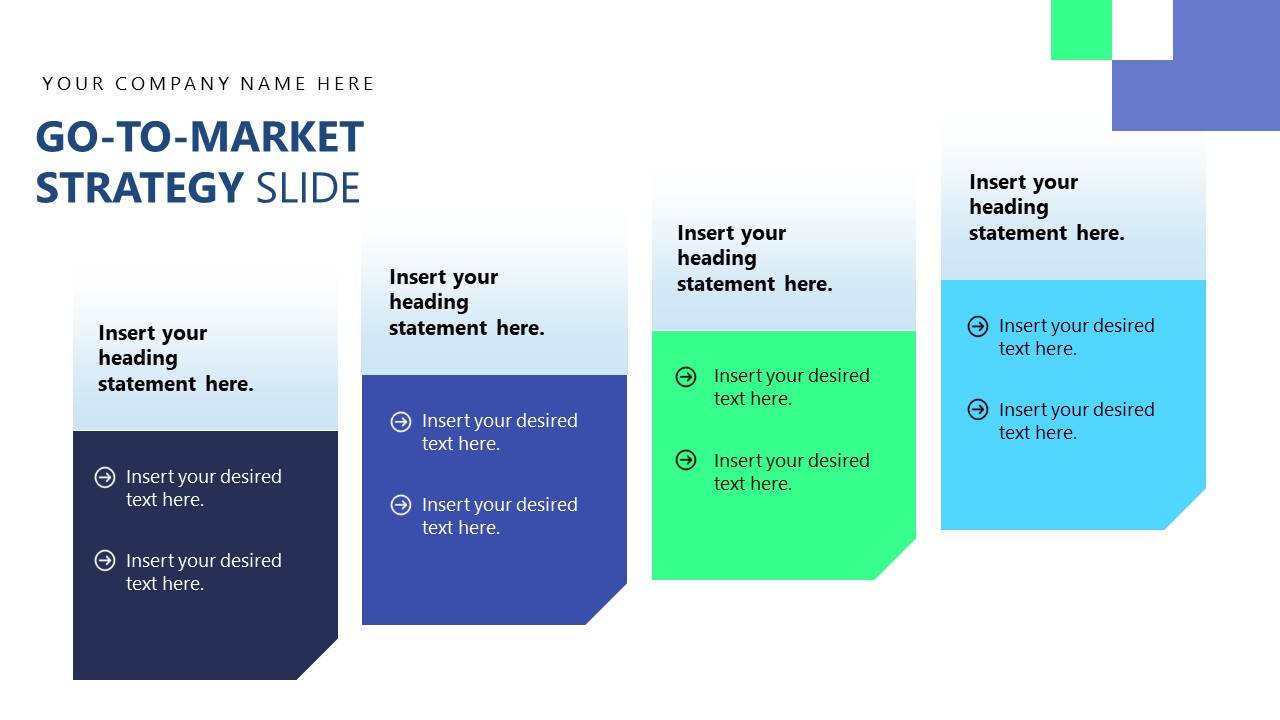 YOUR COMPANY NAME HERE
GO-TO-MARKET
STRATEGY SLIDE
Insert your
heading
statement here.
Insert your desired
text here.
Insert your desired
text here.
Insert your
heading
statement here.
Insert your desired
text here.
Insert your desired
text here.
Insert your
heading
statement here.
Insert your desired
text here.
Insert your desired
text here.
Insert your
heading
statement here.
Insert your desired
text here.
Insert your desired
text here.